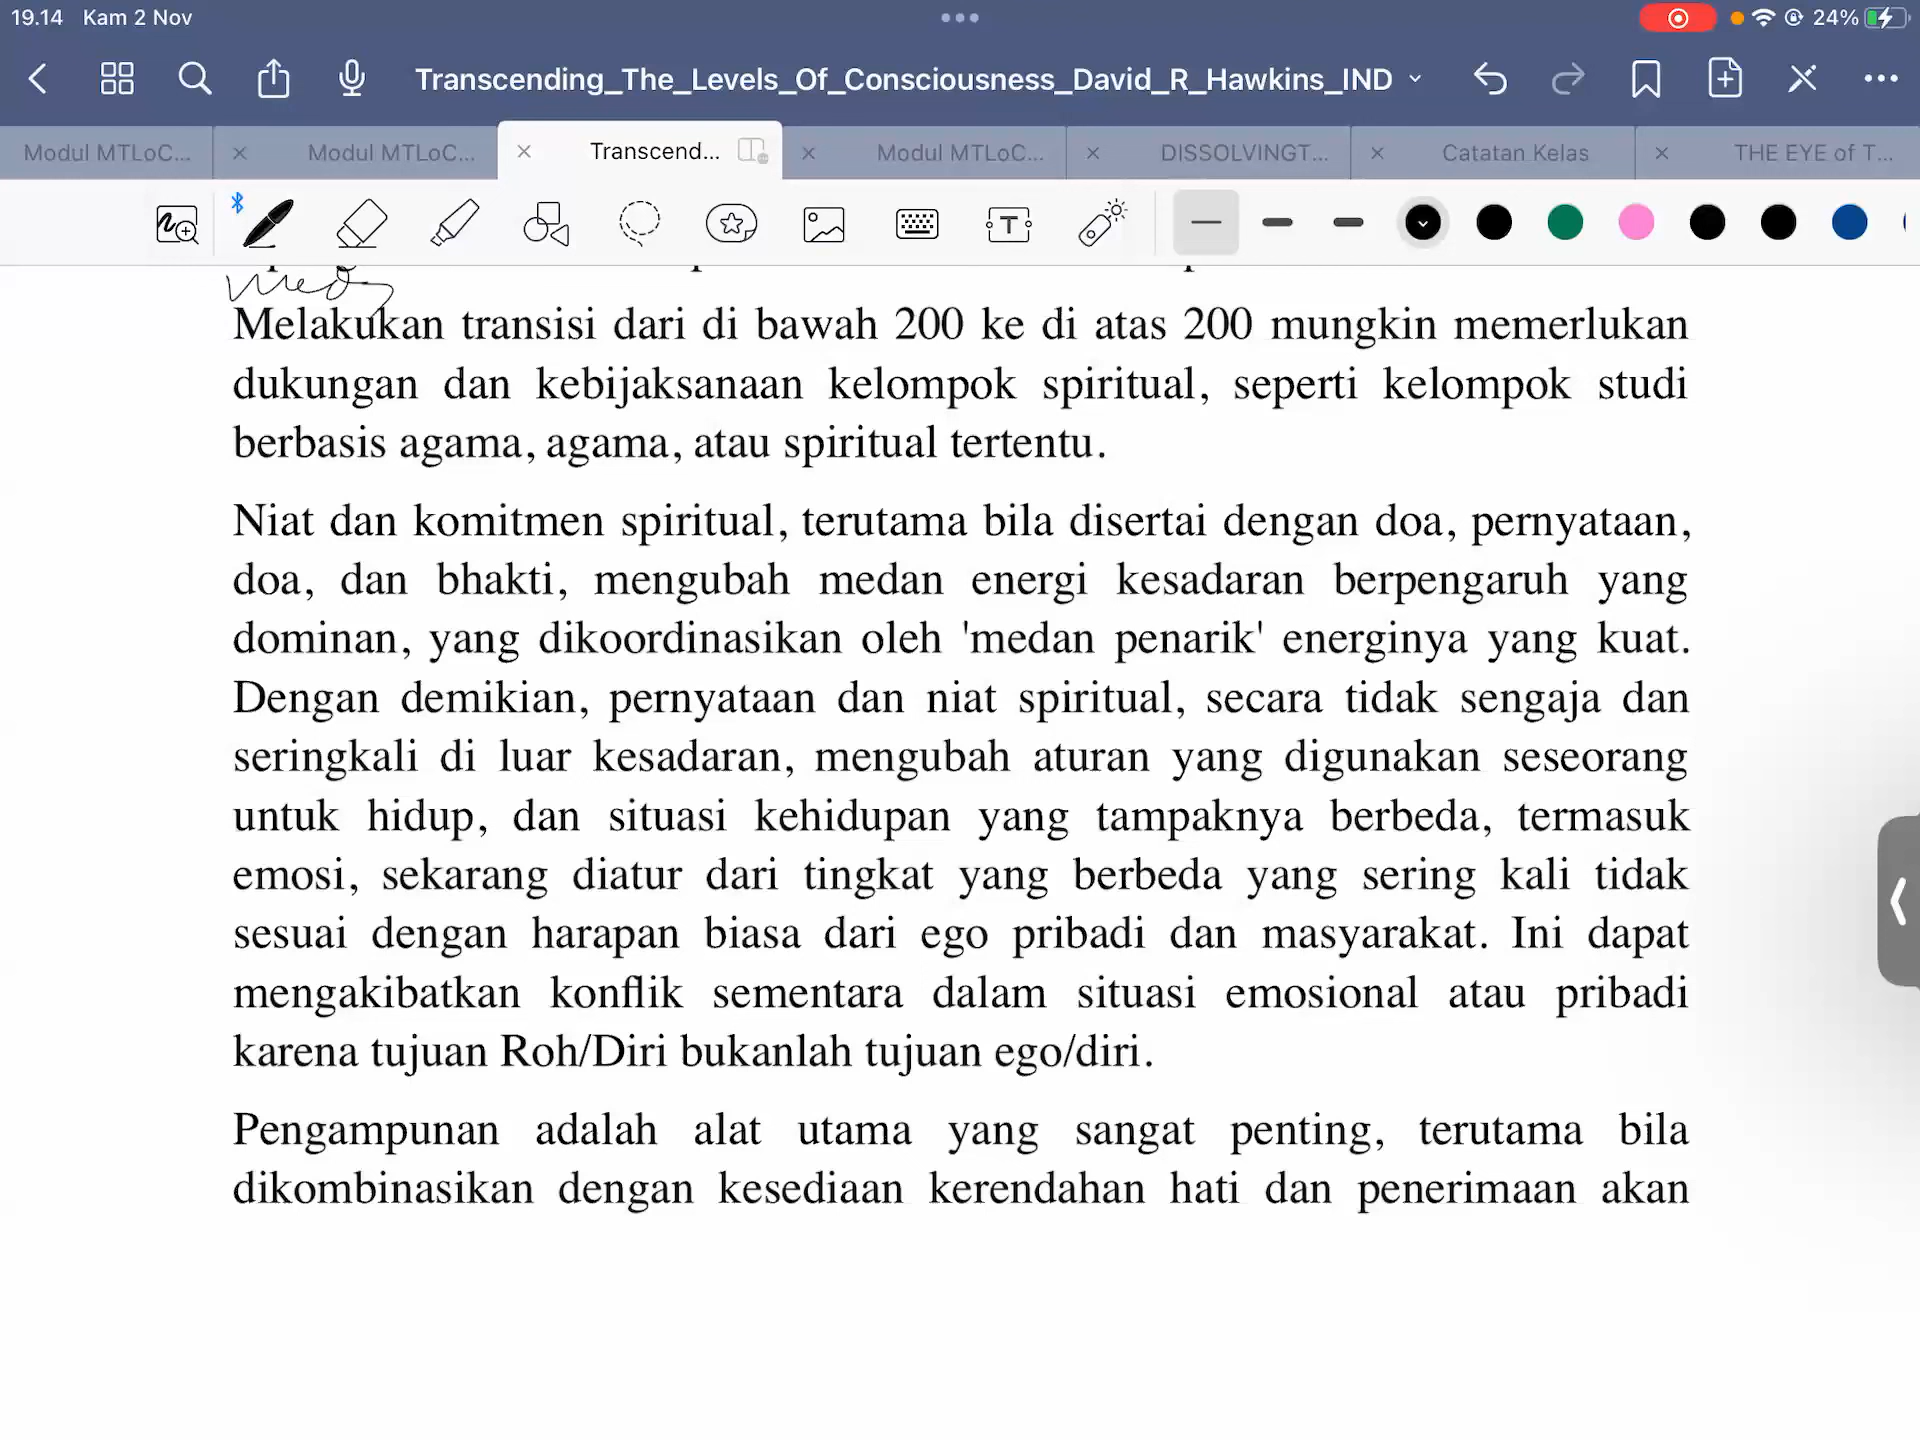 19.14 Kam 2 Nov
24%
Transcending_The_Levels_Of_Consciousness_David_R_Hawkins_IND
Modul MTLoC...
Modul MTLoC...
Transcend...
Modul MTLoC...
DISSOLVINGT...
Catatan Kelas
THE EYE of T...
Melakukan transisi dari di bawah 200 ke di atas 200 mungkin memerlukan
dukungan dan kebijaksanaan kelompok spiritual, seperti kelompok studi
berbasis agama, agama, atau spiritual tertentu.
Niat dan komitmen spiritual, terutama bila disertai dengan doa, pernyataan,
doa, dan bhakti, mengubah medan energi kesadaran berpengaruh yang
dominan, yang dikoordinasikan oleh 'medan penarik' energinya yang kuat.
Dengan demikian, pernyataan dan niat spiritual, secara tidak sengaja dan
seringkali di luar kesadaran, mengubah aturan yang digunakan seseorang
untuk hidup, dan situasi kehidupan yang tampaknya berbeda, termasuk
emosi, sekarang diatur dari tingkat yang berbeda yang sering kali tidak
sesuai dengan harapan biasa dari ego pribadi dan masyarakat. Ini dapat
mengakibatkan konflik sementara dalam situasi emosional atau pribadi
karena tujuan Roh/Diri bukanlah tujuan ego/diri.
Pengampunan adalah alat utama yang sangat penting, terutama bila
dikombinasikan dengan kesediaan kerendahan hati dan penerimaan akan